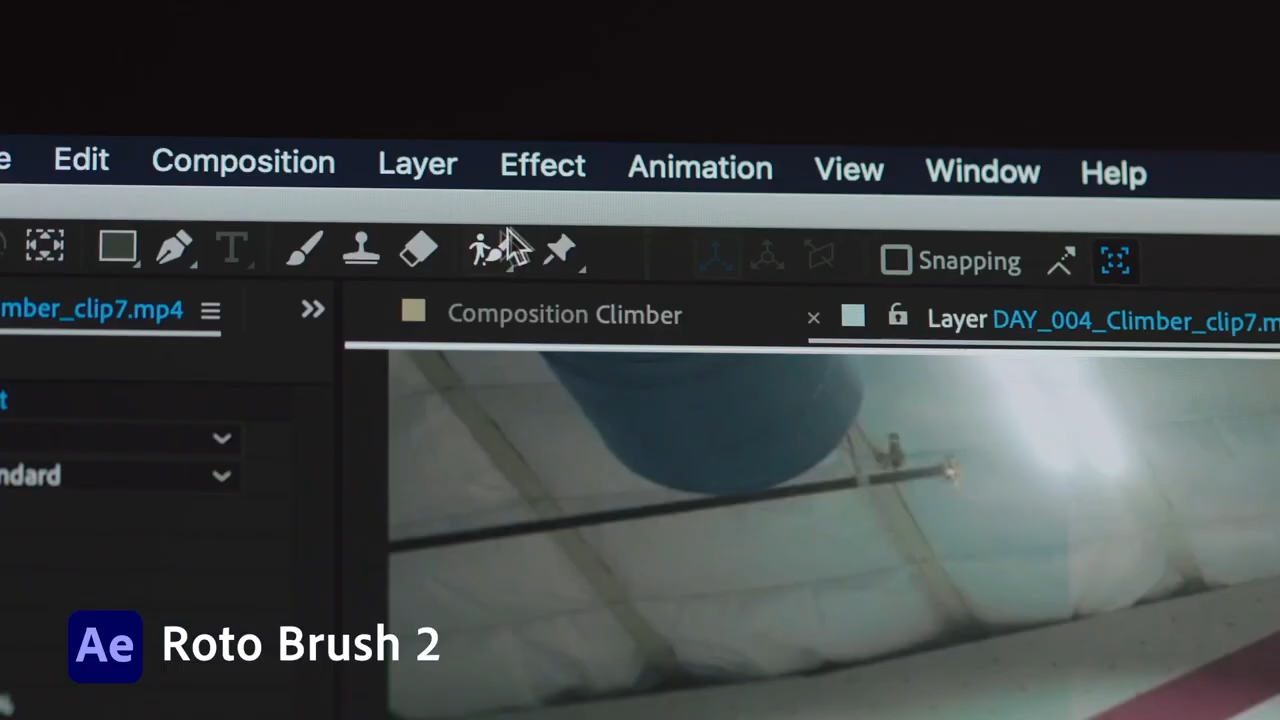 e Edit Composition Layer Effect Animation View Window Help
T Snapping
mber_clip7.mp4 Composition Climber × Layer DAY_004_Climber_clip7.m
t
ndard
Ae Roto Brush 2